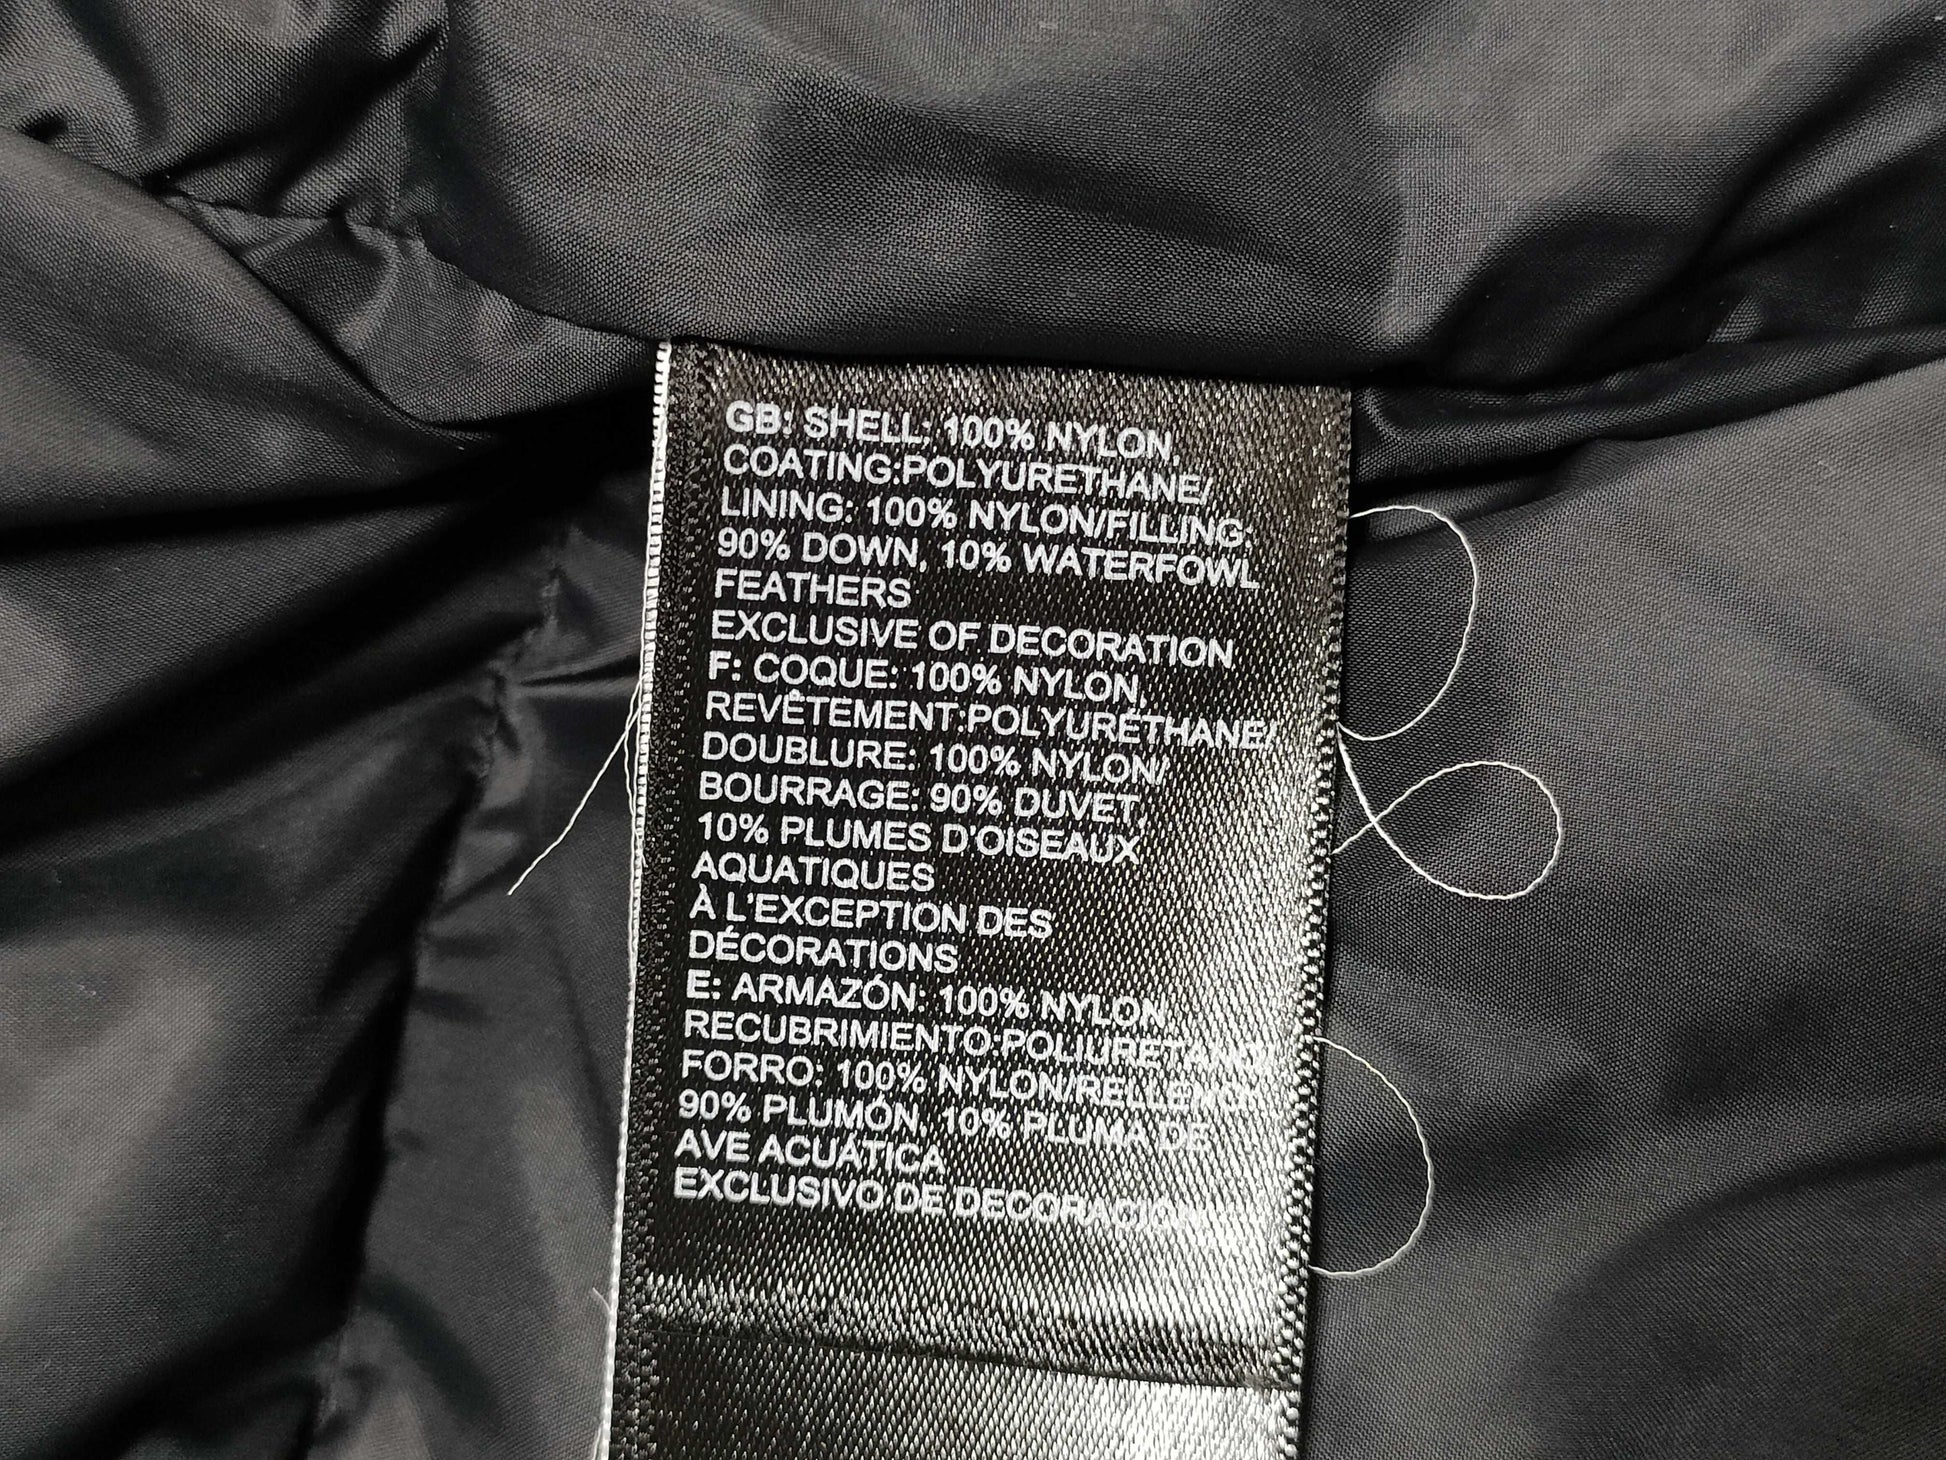 GB: SHELL: 100% NYLON,
COATING:POLYURETHANE/
LINING: 100% NYLON/FILLING:
90% DOWN, 10% WATERFOWL
FEATHERS
EXCLUSIVE OF DECORATION
F: COQUE: 100% NYLON,
REVÊTEMENT:POLYURÉTHANE/
DOUBLURE: 100% NYLON/
BOURRAGE: 90% DUVET,
10% PLUMES D'OISEAUX
AQUATIQUES
À L'EXCEPTION DES
DÉCORATIONS
E: ARMAZÓN: 100% NYLON,
RECUBRIMIENTO:POLIURETANO/
FORRO: 100% NYLON/RELLENO:
90% PLUMÓN, 10% PLUMA DE
AVE ACUÁTICA
EXCLUSIVO DE DECORACIÓN